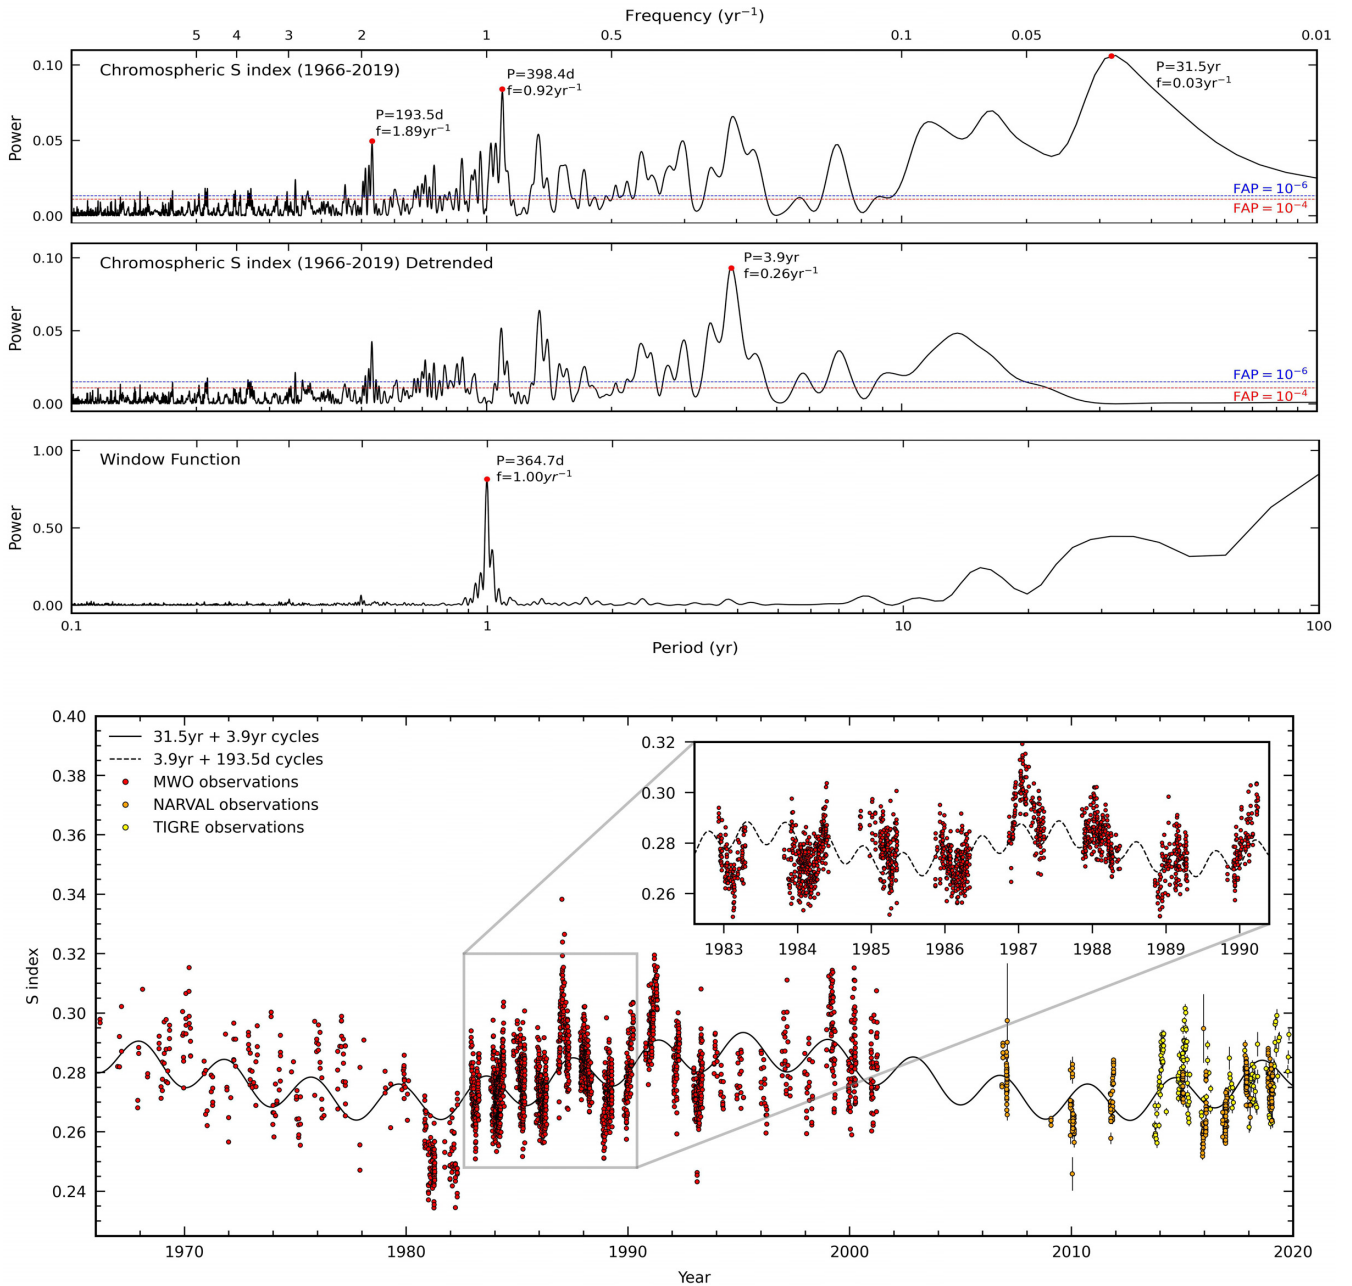 Frequency (yr⁻¹)
5 4 3 2 1 0.5 0.1 0.05 0.01
Chromospheric S index (1966-2019)
P=193.5d
f=1.89yr⁻¹
P=398.4d
f=0.92yr⁻¹
P=31.5yr
f=0.03yr⁻¹
FAP = 10⁻⁶
FAP = 10⁻⁴
0.10
0.05
0.00
Power
Chromospheric S index (1966-2019) Detrended
P=3.9yr
f=0.26yr⁻¹
FAP = 10⁻⁶
FAP = 10⁻⁴
0.10
0.05
0.00
Power
Window Function
P=364.7d
f=1.00yr⁻¹
1.00
0.50
0.00
Power
0.1 1 10 100
Period (yr)
0.40
0.38
0.36
0.34
0.32
0.30
0.28
0.26
0.24
S index
31.5yr + 3.9yr cycles
3.9yr + 193.5d cycles
MWO observations
NARVAL observations
TIGRE observations
0.32
0.30
0.28
0.26
1983 1984 1985 1986 1987 1988 1989 1990
1970 1980 1990 2000 2010 2020
Year